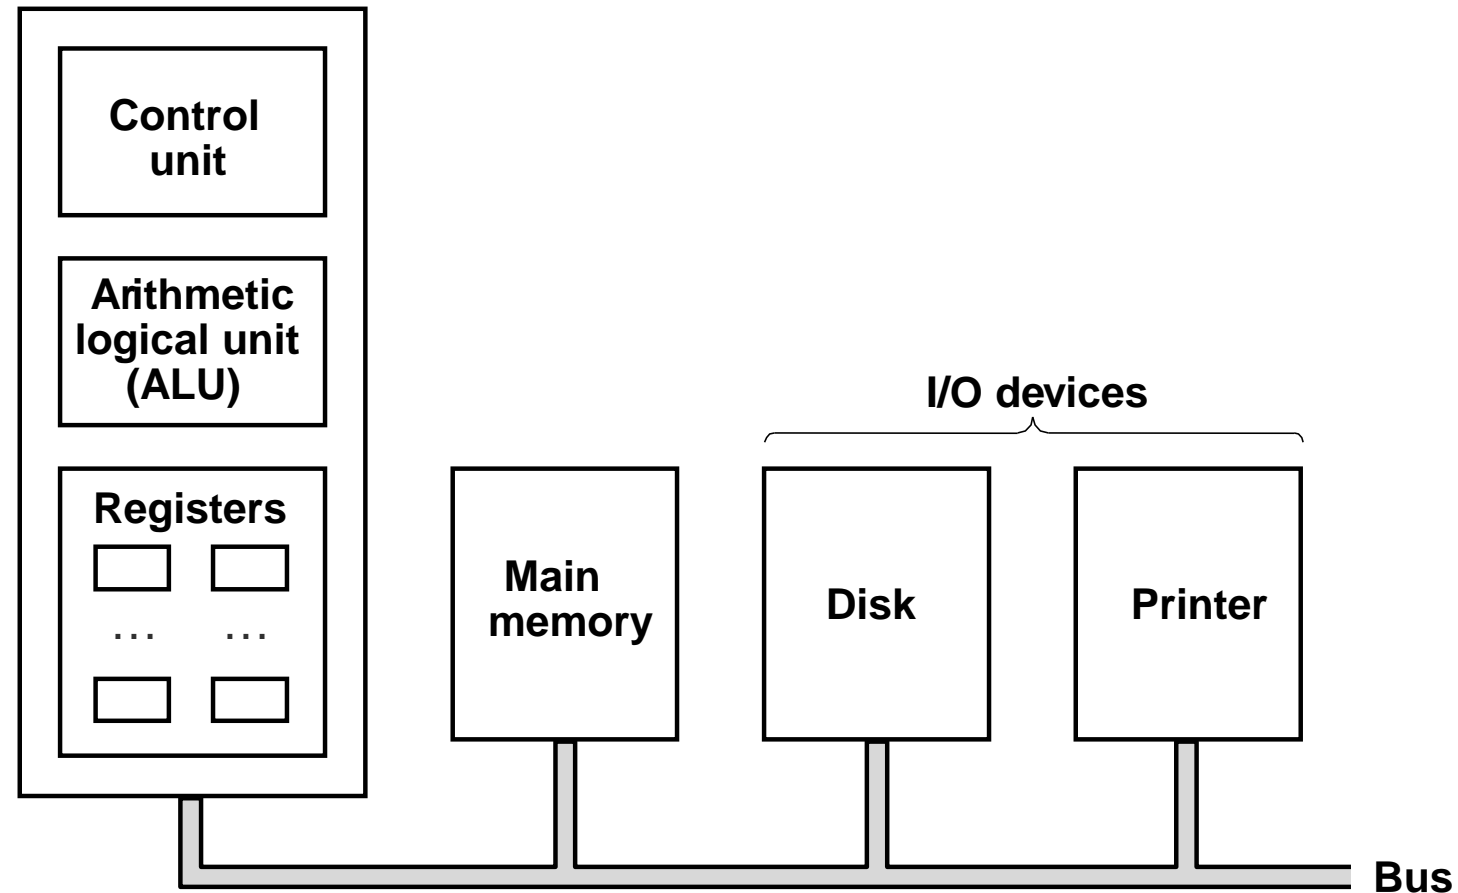 Control
unit
Arithmetic
logical unit
(ALU)
Registers
... ...
I/O devices
Main
memory
Disk
Printer
Bus